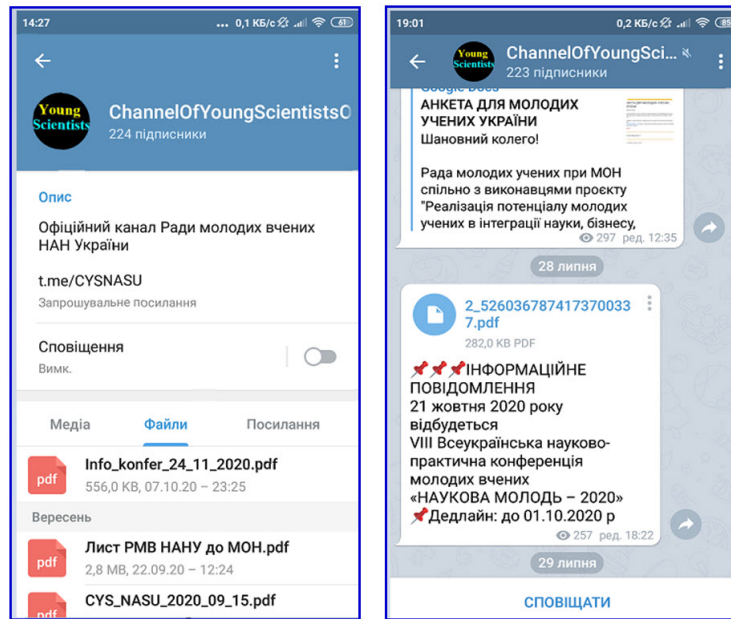 14:27
... 0,1 КБ/с 61
Young
Scientists
ChannelOfYoungScientistsO
224 підписники
Опис
Офіційний канал Ради молодих вчених
НАН України
t.me/CYSNASU
Запрошувальне посилання
Сповіщення
Вимк.
Медіа Файли Посилання
pdf
Info_konfer_24_11_2020.pdf
556,0 KB, 07.10.20 – 23:25
Вересень
pdf
Лист РМВ НАНУ до МОН.pdf
2,8 MB, 22.09.20 – 12:24
pdf
CYS_NASU_2020_09_15.pdf
19:01
0,2 КБ/с 85
Young
Scientists
ChannelOfYoungSci...
223 підписники
Google Docs
АНКЕТА ДЛЯ МОЛОДИХ
УЧЕНИХ УКРАЇНИ
Шановний колего!
Рада молодих учених при МОН
спільно з виконавцями проєкту
"Реалізація потенціалу молодих
учених в інтеграції науки, бізнесу,
297 ред. 12:35
28 липня
2_526036787417370033
7.pdf
282,0 KB PDF
📌📌📌ІНФОРМАЦІЙНЕ
ПОВІДОМЛЕННЯ
21 жовтня 2020 року
відбудеться
VIII Всеукраїнська науково-
практична конференція
молодих вчених
«НАУКОВА МОЛОДЬ – 2020»
📌Дедлайн: до 01.10.2020 р
257 ред. 18:22
29 липня
СПОВІЩАТИ